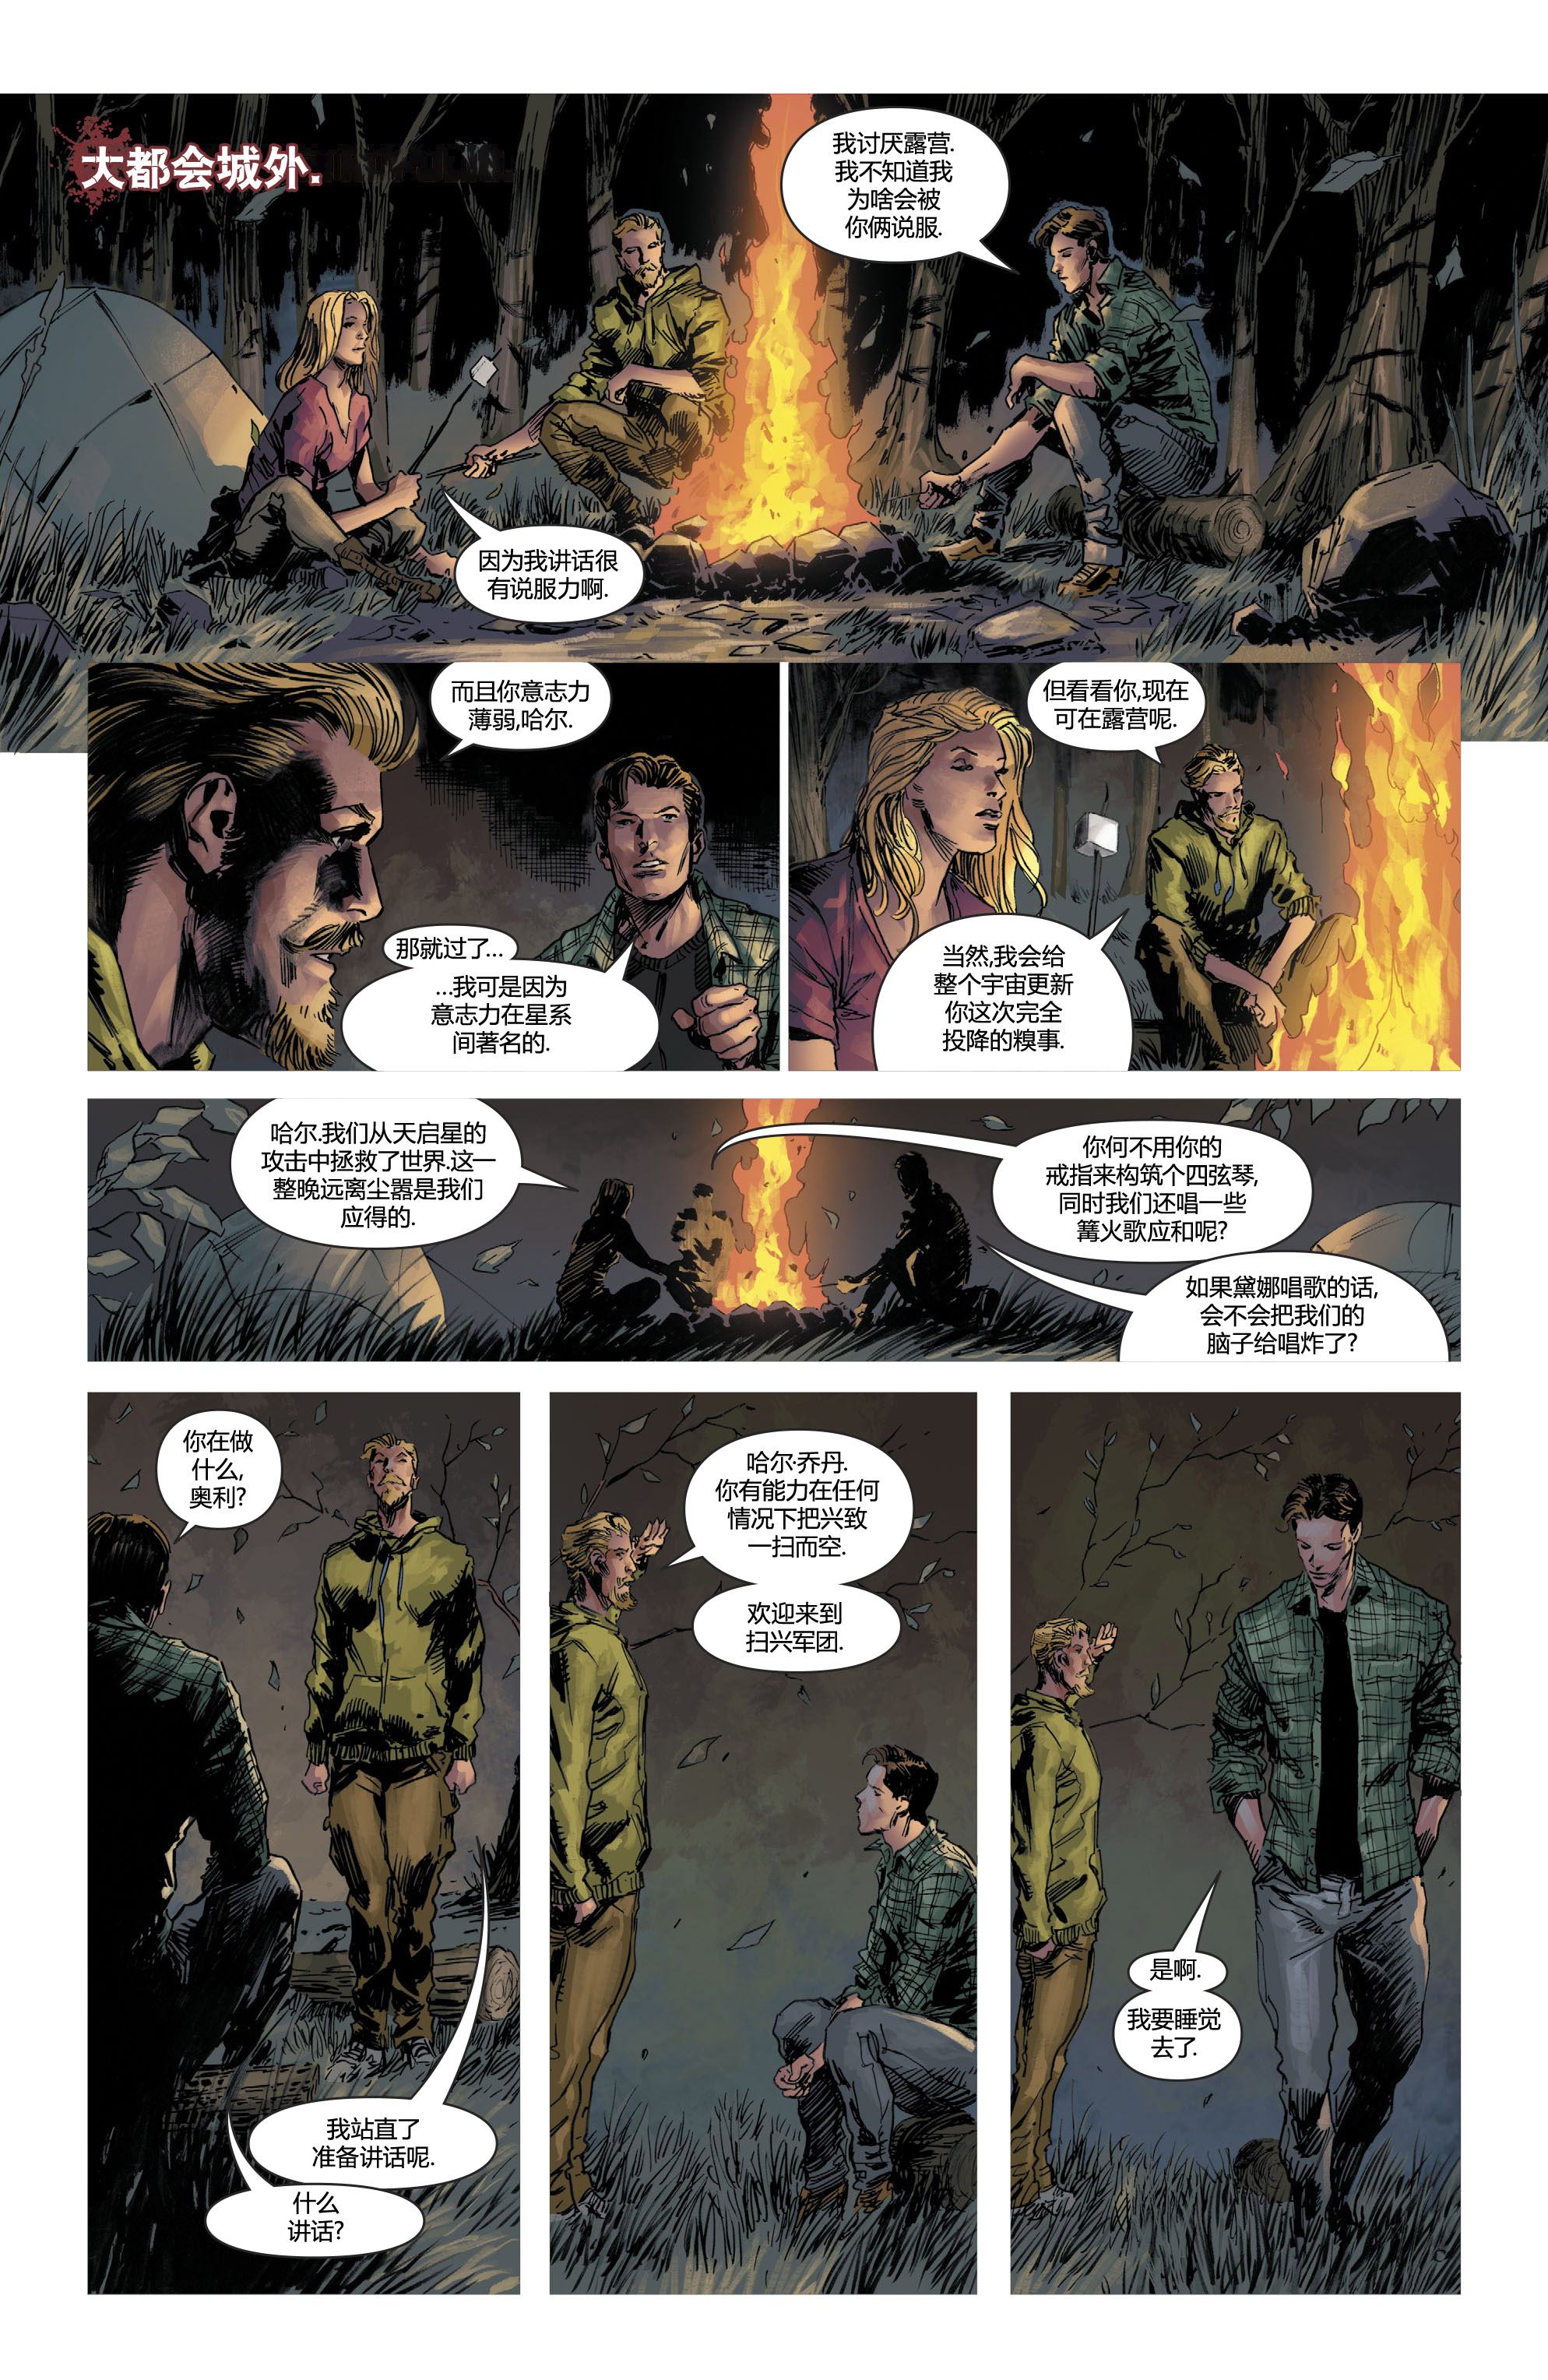 大都会城外.
我讨厌露营.
我不知道我
为啥会被
你俩说服.
因为我讲话很
有说服力啊.
而且你意志力
薄弱,哈尔.
那就过了…
…我可是因为
意志力在星系
间著名的.
但看看你,现在
可在露营呢.
当然,我会给
整个宇宙更新
你这次完全
投降的糗事.
哈尔.我们从天启星的
攻击中拯救了世界.这一
整晚远离尘嚣是我们
应得的.
你何不用你的
戒指来构筑个四弦琴,
同时我们还唱一些
篝火歌应和呢?
如果黛娜唱歌的话,
会不会把我们的
脑子给唱炸了?
你在做
什么,
奥利?
我站直了
准备讲话呢.
什么
讲话?
哈尔·乔丹.
你有能力在任何
情况下把兴致
一扫而空.
欢迎来到
扫兴军团.
是啊.
我要睡觉
去了.